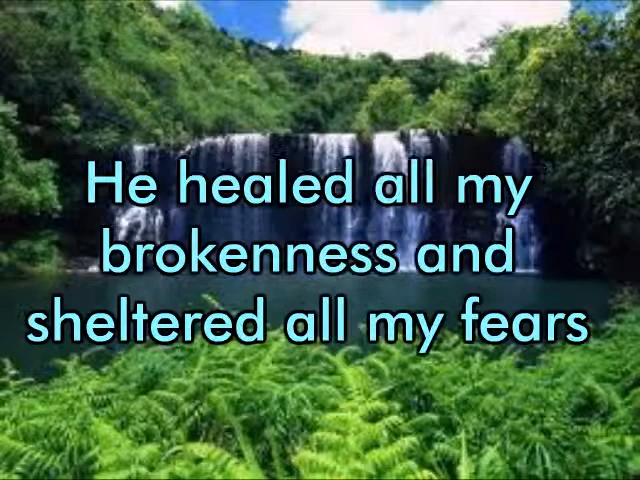 He healed all my
brokenness and
sheltered all my fears